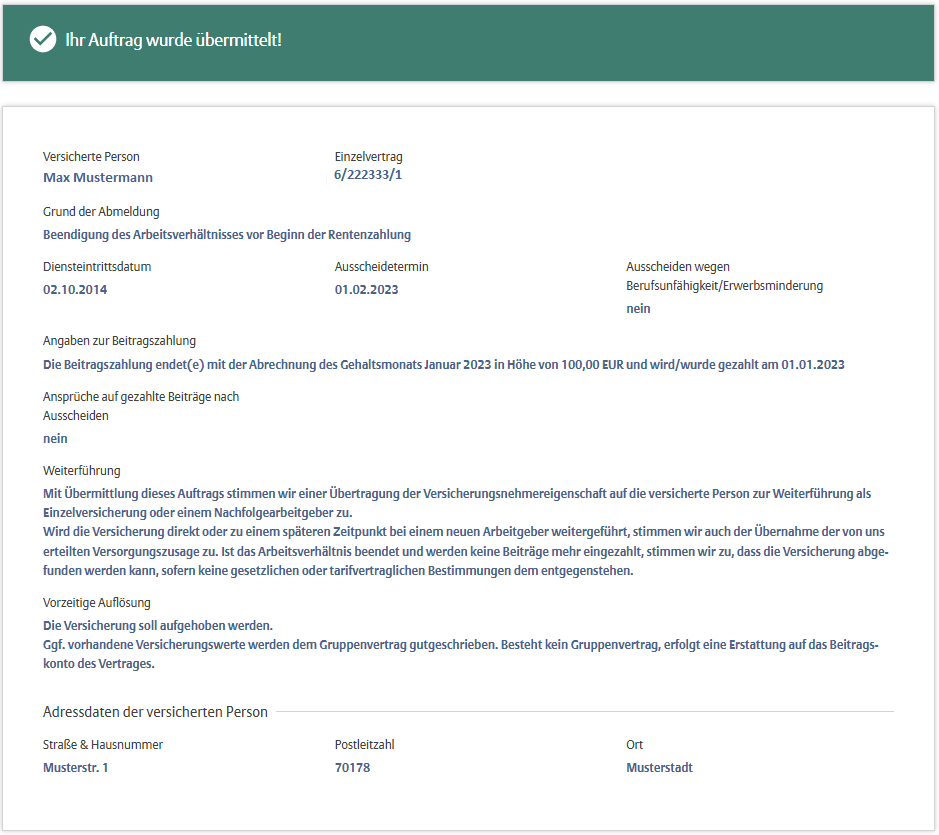 Ihr Auftrag wurde übermittelt!
Versicherte Person
Einzelvertrag
Max Mustermann
6/222333/1
Grund der Abmeldung
Beendigung des Arbeitsverhältnisses vor Beginn der Rentenzahlung
Diensteintrittsdatum
Ausscheidetermin
Ausscheiden wegen
Berufsunfähigkeit/Erwerbsminderung
02.10.2014
01.02.2023
nein
Angaben zur Beitragszahlung
Die Beitragszahlung endet(e) mit der Abrechnung des Gehaltsmonats Januar 2023 in Höhe von 100,00 EUR und wird/wurde gezahlt am 01.01.2023
Ansprüche auf gezahlte Beiträge nach
Ausscheiden
nein
Weiterführung
Mit Übermittlung dieses Auftrags stimmen wir einer Übertragung der Versicherungsnehmereigenschaft auf die versicherte Person zur Weiterführung als
Einzelversicherung oder einem Nachfolgearbeitgeber zu.
Wird die Versicherung direkt oder zu einem späteren Zeitpunkt bei einem neuen Arbeitgeber weitergeführt, stimmen wir auch der Übernahme der von uns
erteilten Versorgungszusage zu. Ist das Arbeitsverhältnis beendet und werden keine Beiträge mehr eingezahlt, stimmen wir zu, dass die Versicherung abge-
funden werden kann, sofern keine gesetzlichen oder tarifvertraglichen Bestimmungen dem entgegenstehen.
Vorzeitige Auflösung
Die Versicherung soll aufgehoben werden.
Ggf. vorhandene Versicherungswerte werden dem Gruppenvertrag gutgeschrieben. Besteht kein Gruppenvertrag, erfolgt eine Erstattung auf das Beitrags-
konto des Vertrages.
Adressdaten der versicherten Person
Straße & Hausnummer
Postleitzahl
Ort
Musterstr. 1
70178
Musterstadt